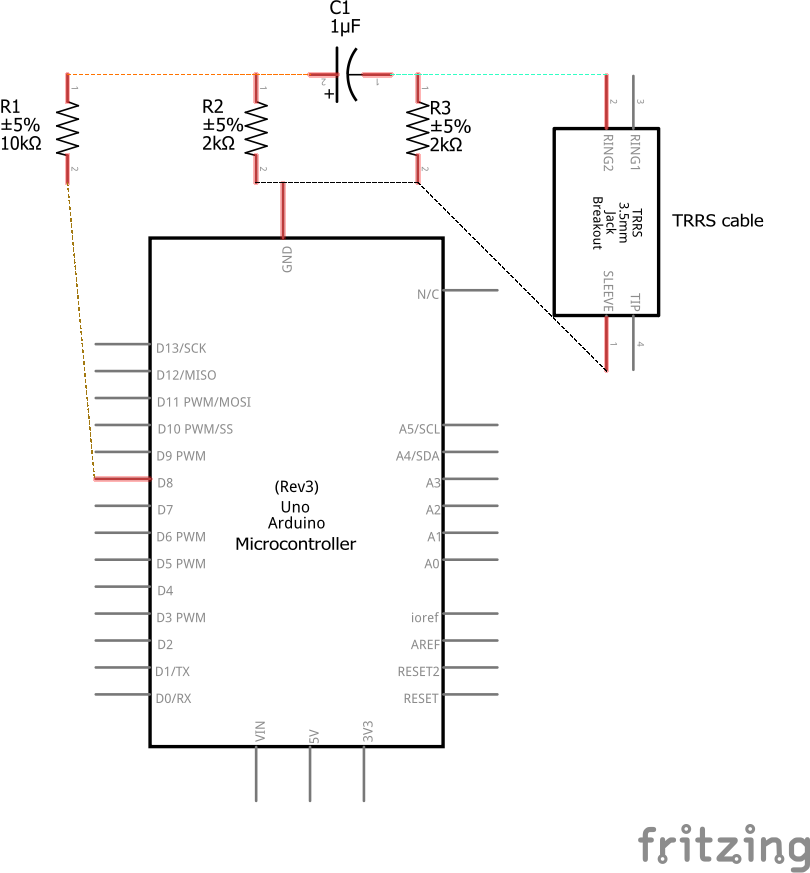 C1
1µF
2
1
+
R1
±5%
10kΩ
1
2
R2
±5%
2kΩ
1
2
R3
±5%
2kΩ
1
2
2
3
RING2
RING1
TRRS
3.5mm
Jack
Breakout
SLEEVE
TIP
1
4
TRRS cable
GND
N/C
D13/SCK
D12/MISO
D11 PWM/MOSI
D10 PWM/SS
D9 PWM
D8
D7
D6 PWM
D5 PWM
D4
D3 PWM
D2
D1/TX
D0/RX
(Rev3)
Uno
Arduino
Microcontroller
A5/SCL
A4/SDA
A3
A2
A1
A0
ioref
AREF
RESET2
RESET
VIN
5V
3V3
fritzing